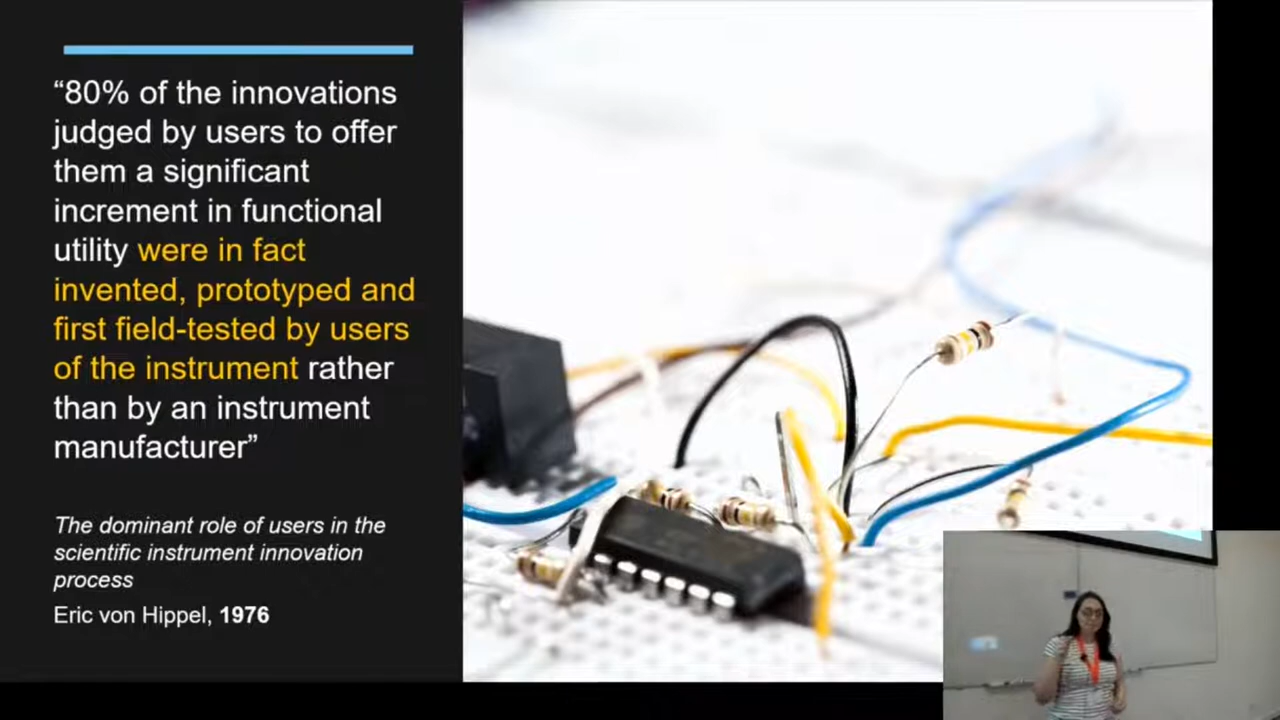 “80% of the innovations
judged by users to offer
them a significant
increment in functional
utility were in fact
invented, prototyped and
first field-tested by users
of the instrument rather
than by an instrument
manufacturer”
The dominant role of users in the
scientific instrument innovation
process
Eric von Hippel, 1976